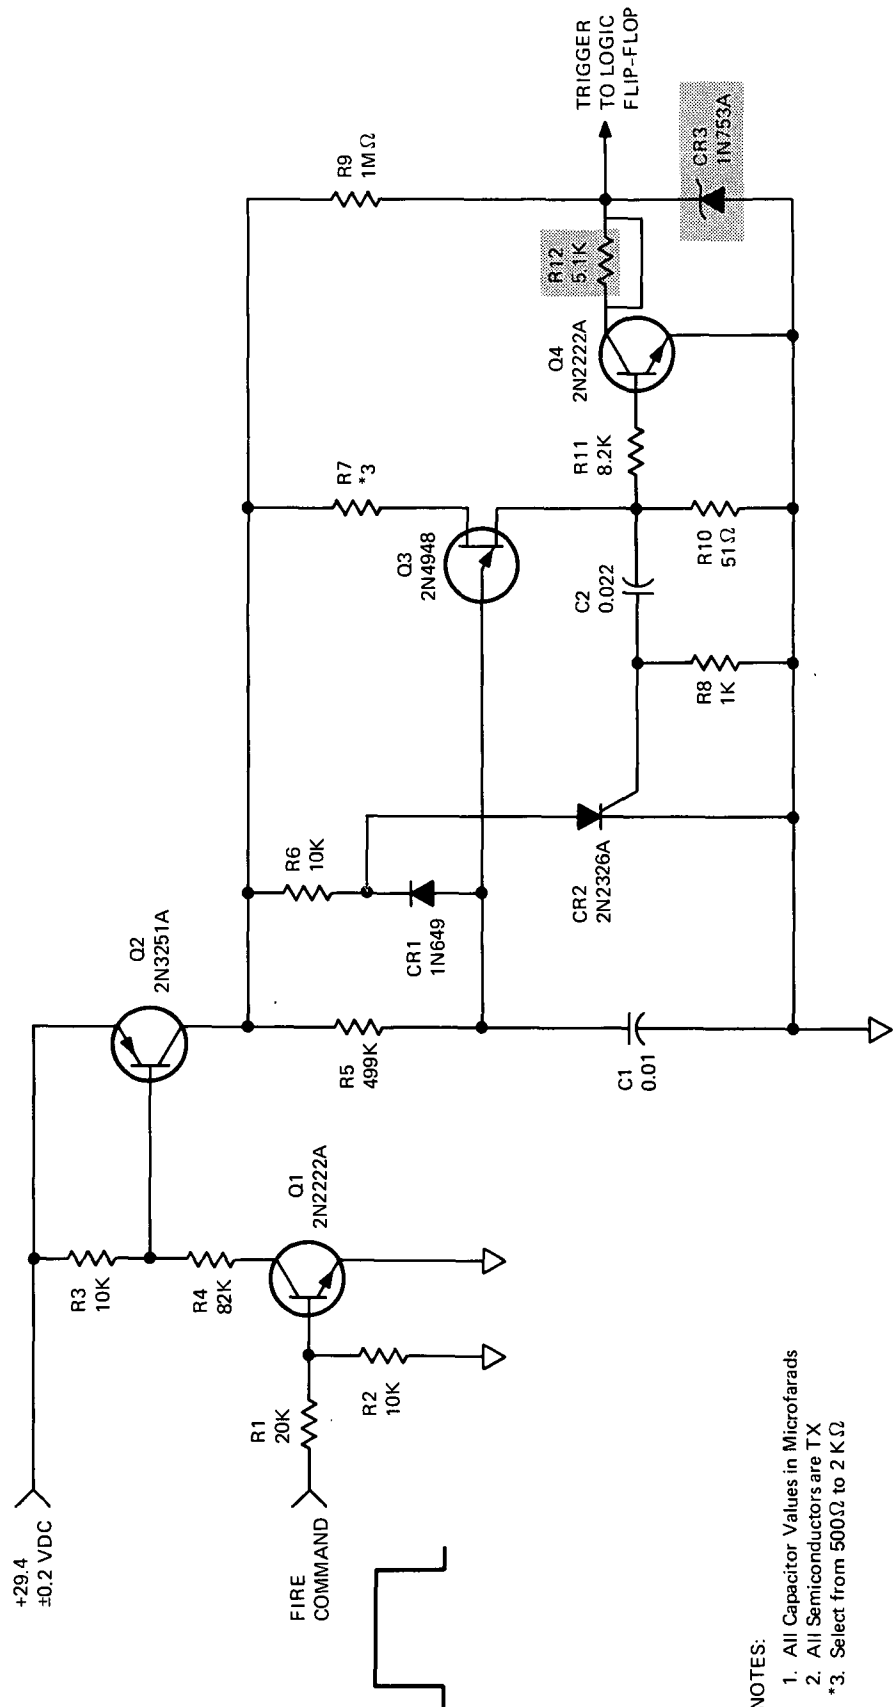 +29.4
±0.2 VDC
FIRE
COMMAND
R1
20K
R2
10K
R3
10K
R4
82K
Q1
2N2222A
Q2
2N3251A
R5
499K
C1
0.01
R6
10K
CR1
1N649
CR2
2N2326A
Q3
2N4948
R7
*3
C2
0.022
R8
1K
R10
51Ω
R11
8.2K
Q4
2N2222A
R12
5.1K
R9
1MΩ
CR3
1N753A
TRIGGER
TO LOGIC
FLIP-FLOP
NOTES:
1. All Capacitor Values in Microfarads
2. All Semiconductors are TX
*3. Select from 500Ω to 2 KΩ